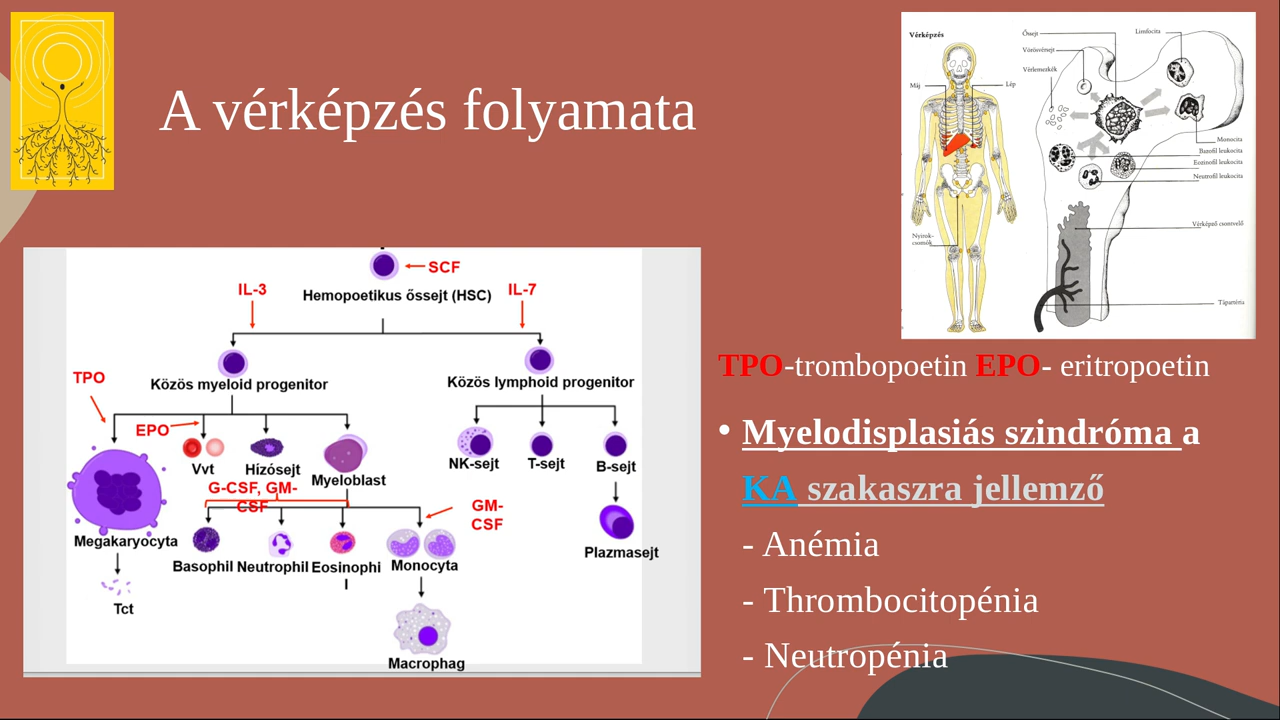 A vérképzés folyamata
Vérképzés
Máj
Lép
Nyirok-
csomók
Őssejt
Limfocita
Vörösvérsejt
Vérlemezkék
Monocita
Bazofil leukocita
Eozinofil leukocita
Neutrofil leukocita
Vérképző csontvelő
Tápartéria
SCF
IL-3
Hemopoetikus őssejt (HSC)
IL-7
Közös myeloid progenitor
Közös lymphoid progenitor
TPO
EPO
Vvt
Hízósejt
Myeloblast
NK-sejt
T-sejt
B-sejt
G-CSF, GM-
CSF
GM-
CSF
Megakaryocyta
Basophil
Neutrophil
Eosinophi
l
Monocyta
Plazmasejt
Tct
Macrophag
TPO-trombopoetin EPO- eritropoetin
• Myelodisplasiás szindróma a
KA szakaszra jellemző
- Anémia
- Thrombocitopénia
- Neutropénia